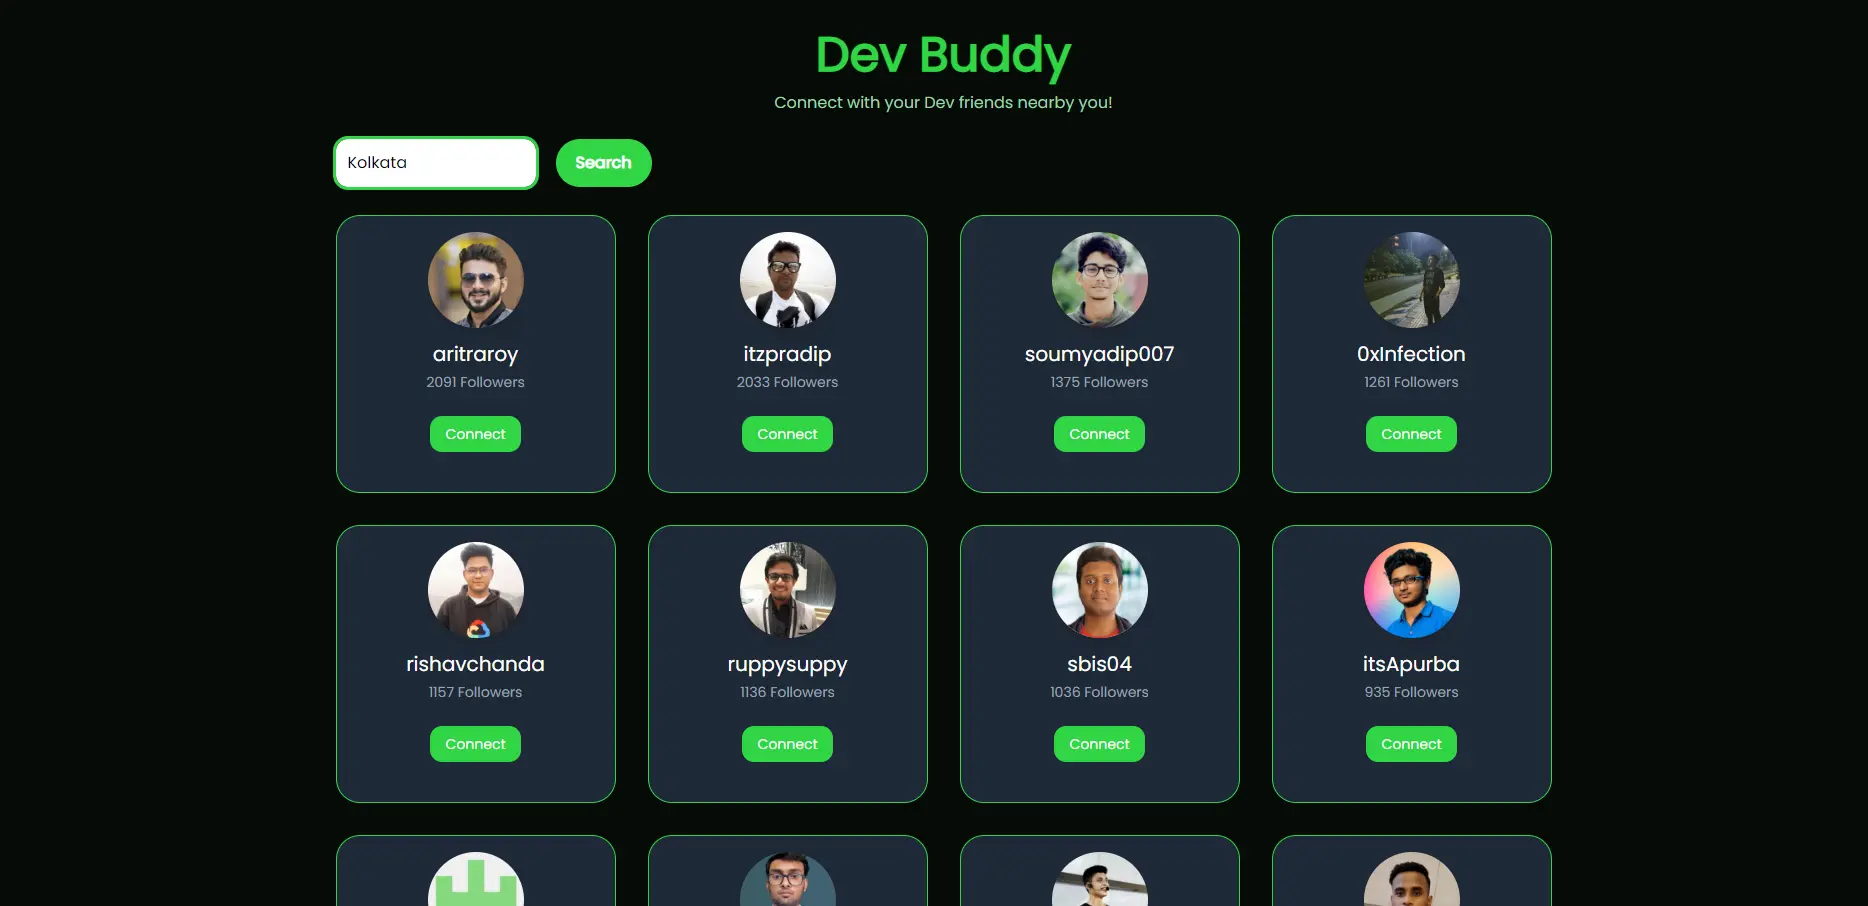 Dev Buddy
Connect with your Dev friends nearby you!
Kolkata
Search
aritraroy
2091 Followers
Connect
itzpradip
2033 Followers
Connect
soumyadip007
1375 Followers
Connect
0xInfection
1261 Followers
Connect
rishavchanda
1157 Followers
Connect
ruppysuppy
1136 Followers
Connect
sbis04
1036 Followers
Connect
itsApurba
935 Followers
Connect